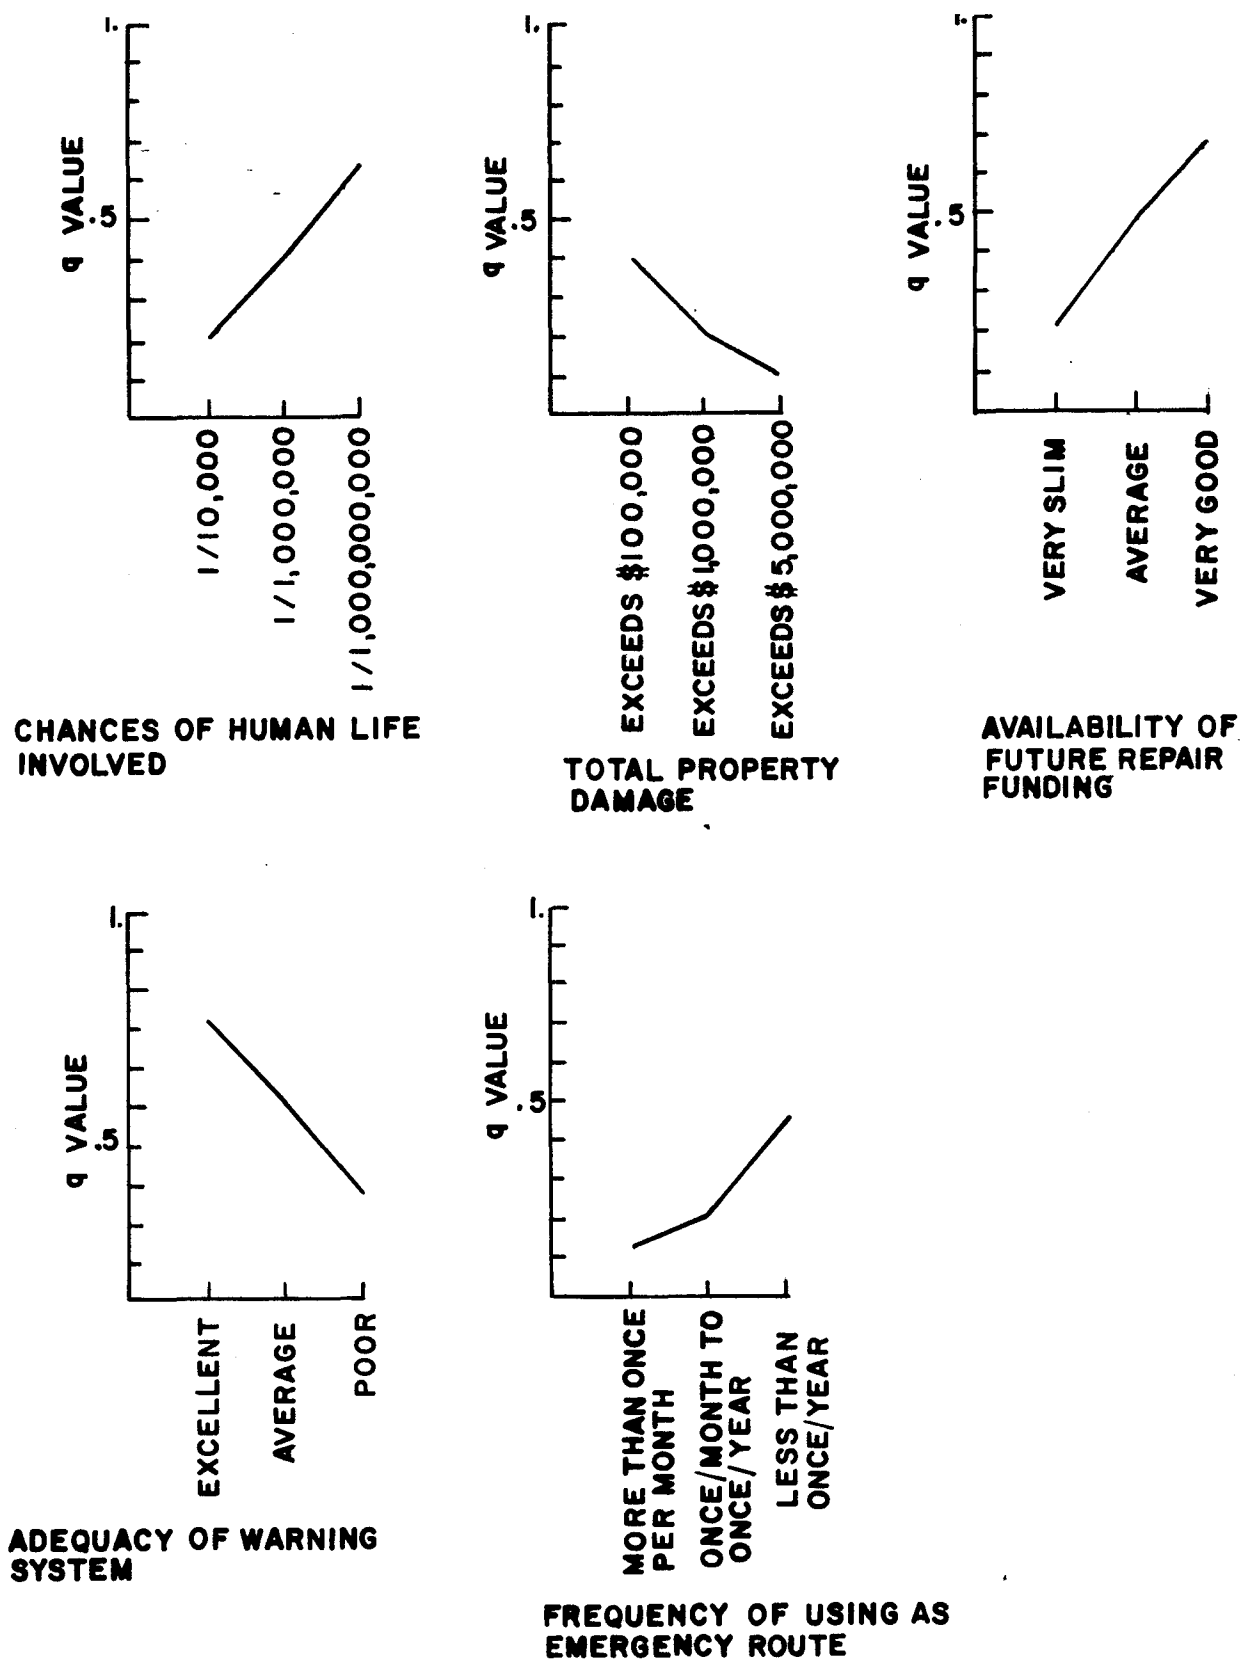 1.
q VALUE
.5
1/10,000
1/1,000,000
1/1,000,000,000
CHANCES OF HUMAN LIFE
INVOLVED
1.
q VALUE
.5
EXCEEDS $100,000
EXCEEDS $1,000,000
EXCEEDS $5,000,000
TOTAL PROPERTY
DAMAGE
1.
q VALUE
.5
VERY SLIM
AVERAGE
VERY GOOD
AVAILABILITY OF
FUTURE REPAIR
FUNDING
1.
q VALUE
.5
EXCELLENT
AVERAGE
POOR
ADEQUACY OF WARNING
SYSTEM
1.
q VALUE
.5
MORE THAN ONCE
PER MONTH
ONCE/MONTH TO
ONCE/YEAR
LESS THAN
ONCE/YEAR
FREQUENCY OF USING AS
EMERGENCY ROUTE